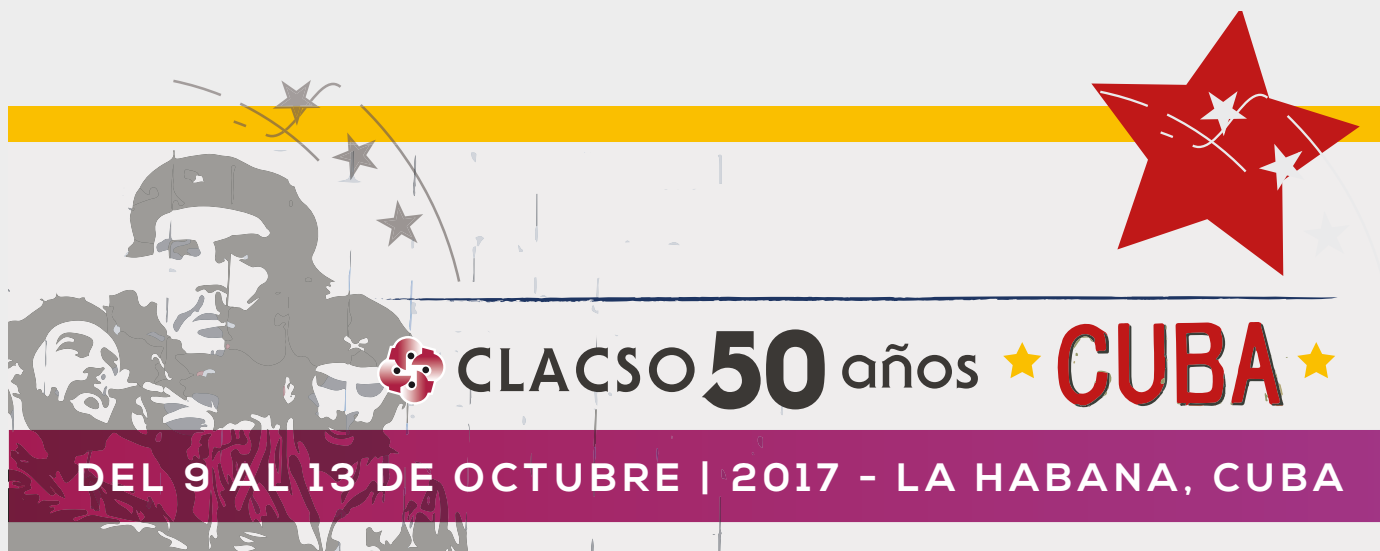 CLACSO 50 años CUBA
DEL 9 AL 13 DE OCTUBRE | 2017 - LA HABANA, CUBA